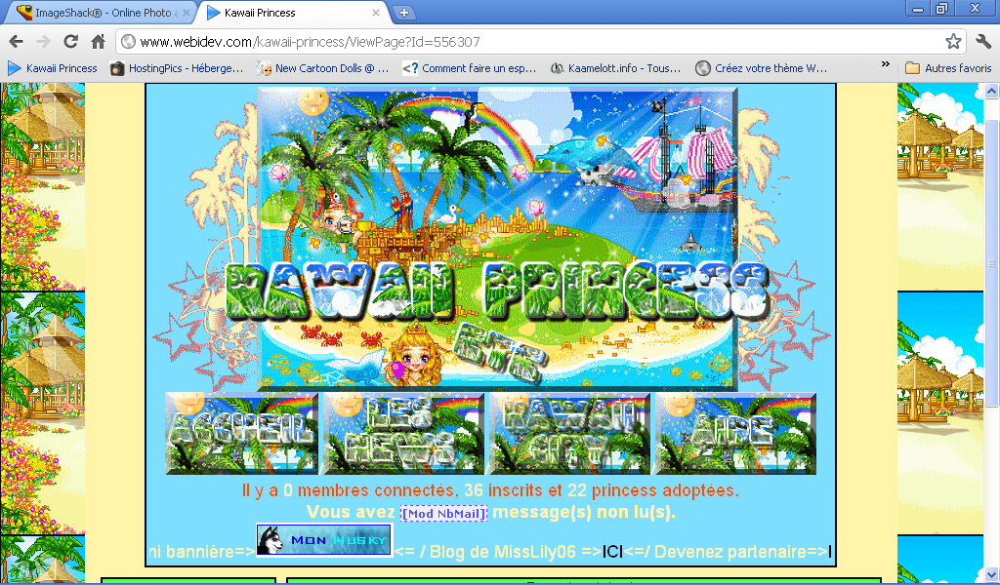 ImageShack® - Online Photo a
Kawaii Princess
www.webidev.com/kawaii-princess/ViewPage?Id=556307
Kawaii Princess
HostingPics - Héberge...
New Cartoon Dolls @ ...
Comment faire un esp...
Kaamelott.info - Tous...
Créez votre thème W...
»
Autres favoris
KAWAII PRINCESS
ACCUEIL
LES
NEWS
KAWAII
CITY
AIDE
Il y a 0 membres connectés, 36 inscrits et 22 princess adoptées.
Vous avez [Mod NbMail] message(s) non lu(s).
ni bannière=> MON HUSKY <= / Blog de MissLily06 =>ICI<=/ Devenez partenaire=>I